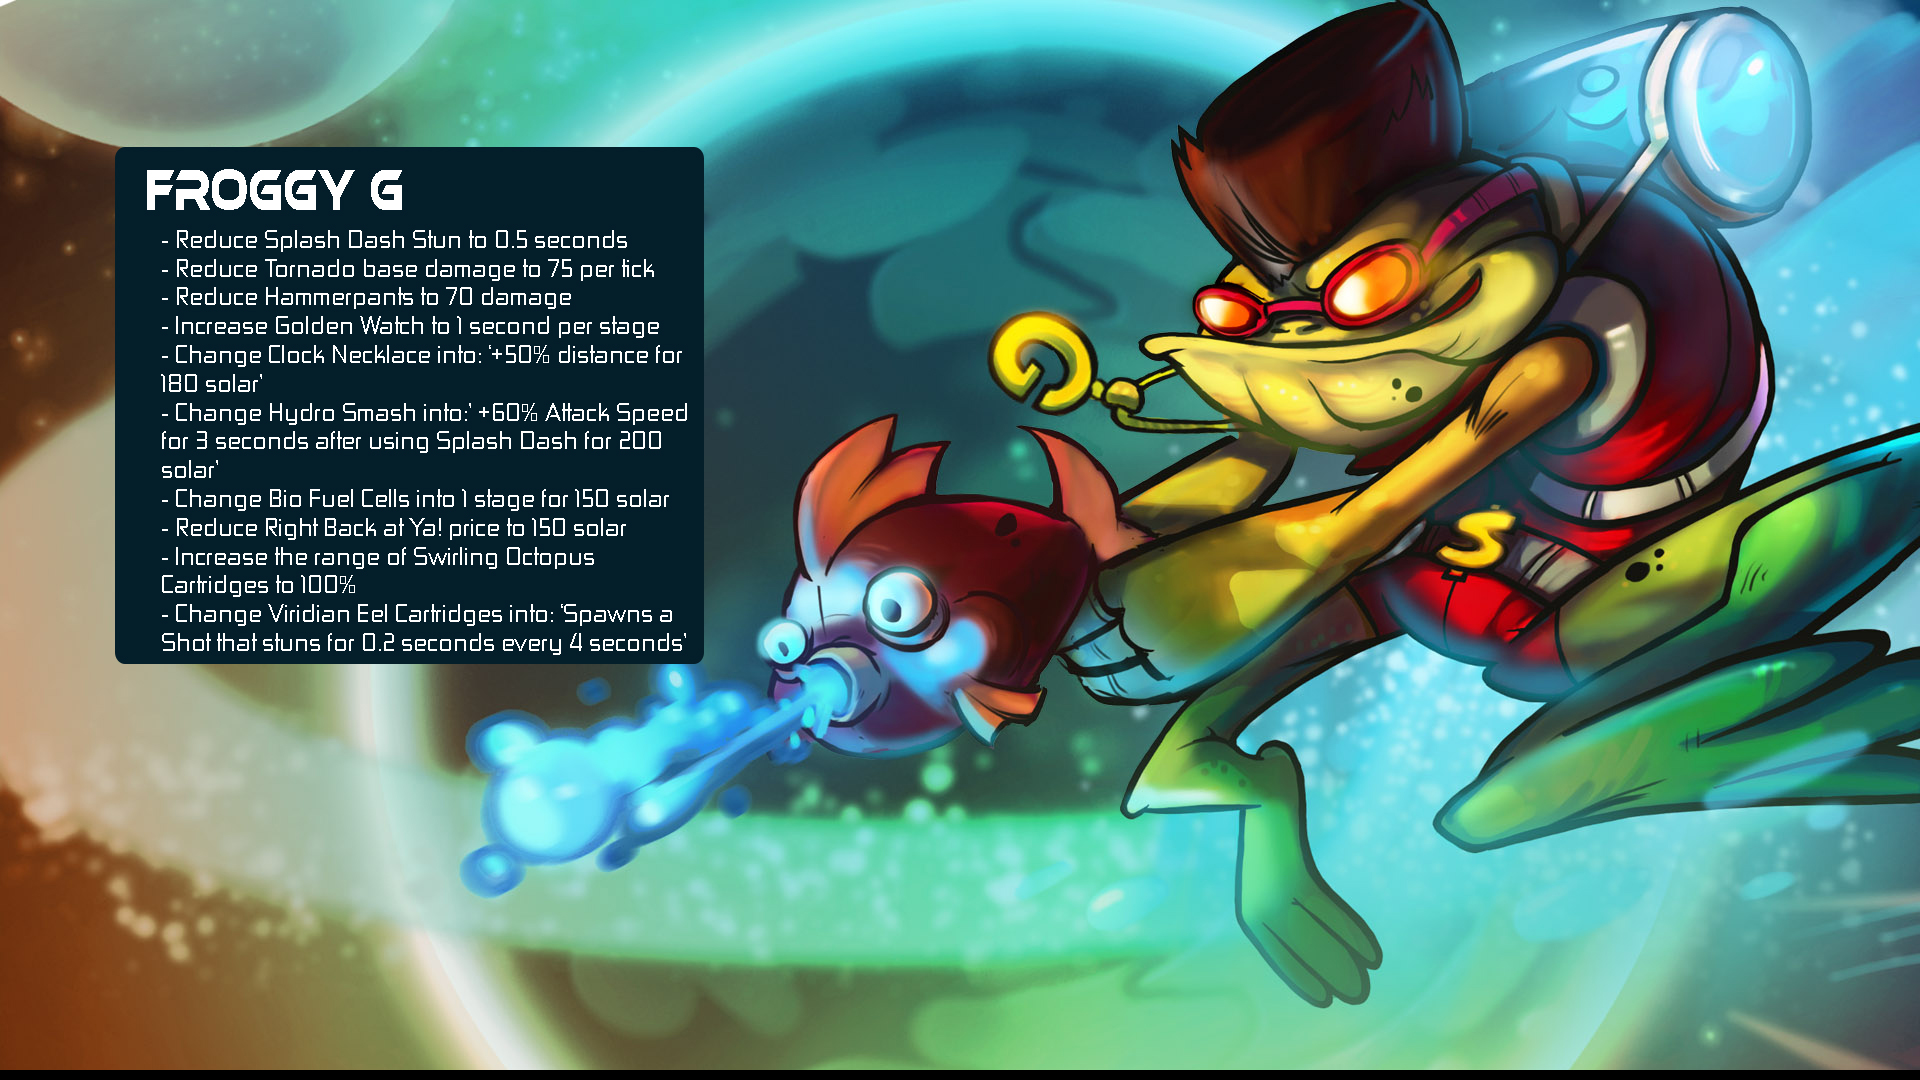 FROGGY G
- Reduce Splash Dash Stun to 0.5 seconds
- Reduce Tornado base damage to 75 per tick
- Reduce Hammerpants to 70 damage
- Increase Golden Watch to 1 second per stage
- Change Clock Necklace into: '+50% distance for
180 solar'
- Change Hydro Smash into:' +60% Attack Speed
for 3 seconds after using Splash Dash for 200
solar'
- Change Bio Fuel Cells into 1 stage for 150 solar
- Reduce Right Back at Ya! price to 150 solar
- Increase the range of Swirling Octopus
Cartridges to 100%
- Change Viridian Eel Cartridges into: 'Spawns a
Shot that stuns for 0.2 seconds every 4 seconds'
G
S